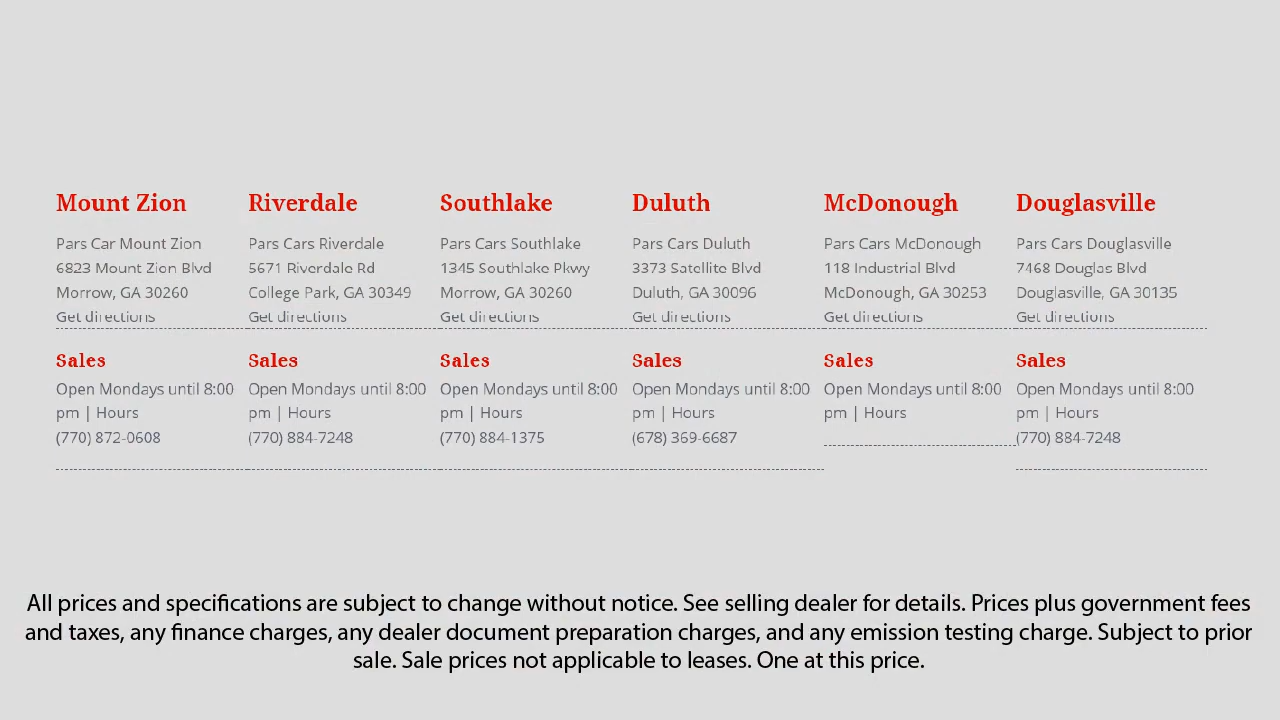 Mount Zion
Pars Car Mount Zion
6823 Mount Zion Blvd
Morrow, GA 30260
Get directions
Sales
Open Mondays until 8:00
pm | Hours
(770) 872-0608
Riverdale
Pars Cars Riverdale
5671 Riverdale Rd
College Park, GA 30349
Get directions
Sales
Open Mondays until 8:00
pm | Hours
(770) 884-7248
Southlake
Pars Cars Southlake
1345 Southlake Pkwy
Morrow, GA 30260
Get directions
Sales
Open Mondays until 8:00
pm | Hours
(770) 884-1375
Duluth
Pars Cars Duluth
3373 Satellite Blvd
Duluth, GA 30096
Get directions
Sales
Open Mondays until 8:00
pm | Hours
(678) 369-6687
McDonough
Pars Cars McDonough
118 Industrial Blvd
McDonough, GA 30253
Get directions
Sales
Open Mondays until 8:00
pm | Hours
Douglasville
Pars Cars Douglasville
7468 Douglas Blvd
Douglasville, GA 30135
Get directions
Sales
Open Mondays until 8:00
pm | Hours
(770) 884-7248
All prices and specifications are subject to change without notice. See selling dealer for details. Prices plus government fees
and taxes, any finance charges, any dealer document preparation charges, and any emission testing charge. Subject to prior
sale. Sale prices not applicable to leases. One at this price.